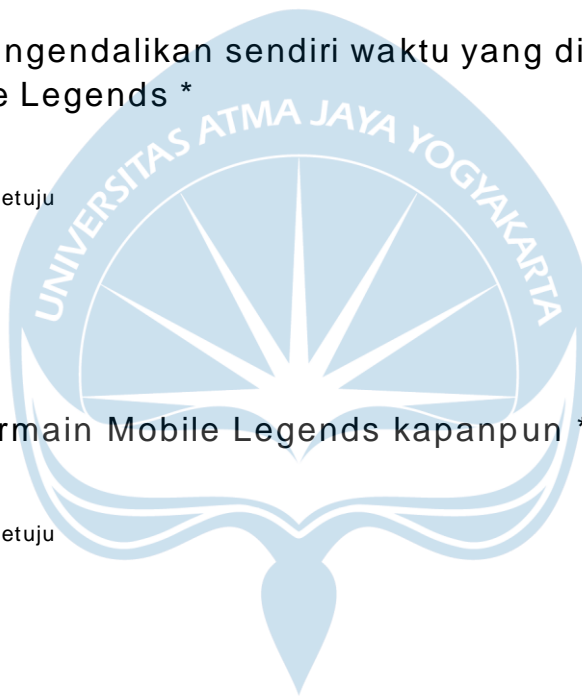 ngendalikan sendiri waktu yang di
e Legends *
UNIVERSITAS ATMA JAYA YOGYAKARTA
etuju
rmain Mobile Legends kapanpun *
etuju